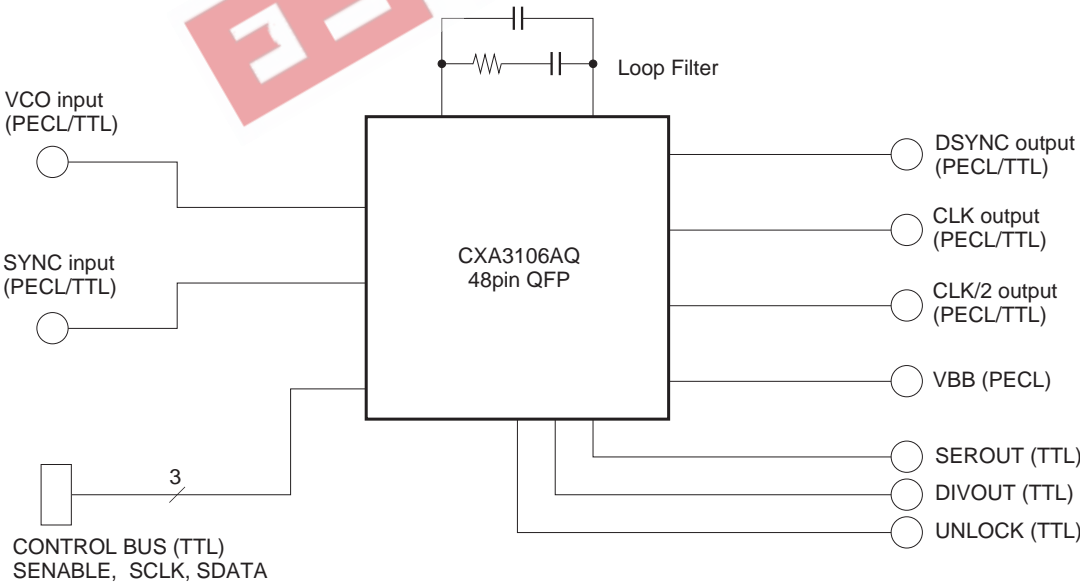 Loop Filter
VCO input
(PECL/TTL)
DSYNC output
(PECL/TTL)
CLK output
(PECL/TTL)
SYNC input
(PECL/TTL)
CXA3106AQ
48pin QFP
CLK/2 output
(PECL/TTL)
VBB (PECL)
SEROUT (TTL)
3
DIVOUT (TTL)
UNLOCK (TTL)
CONTROL BUS (TTL)
SENABLE, SCLK, SDATA